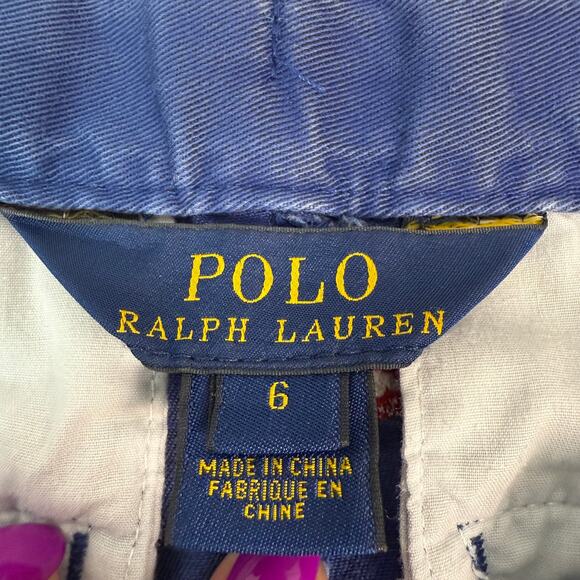 POLO
RALPH LAUREN
6
MADE IN CHINA
FABRIQUE EN
CHINE